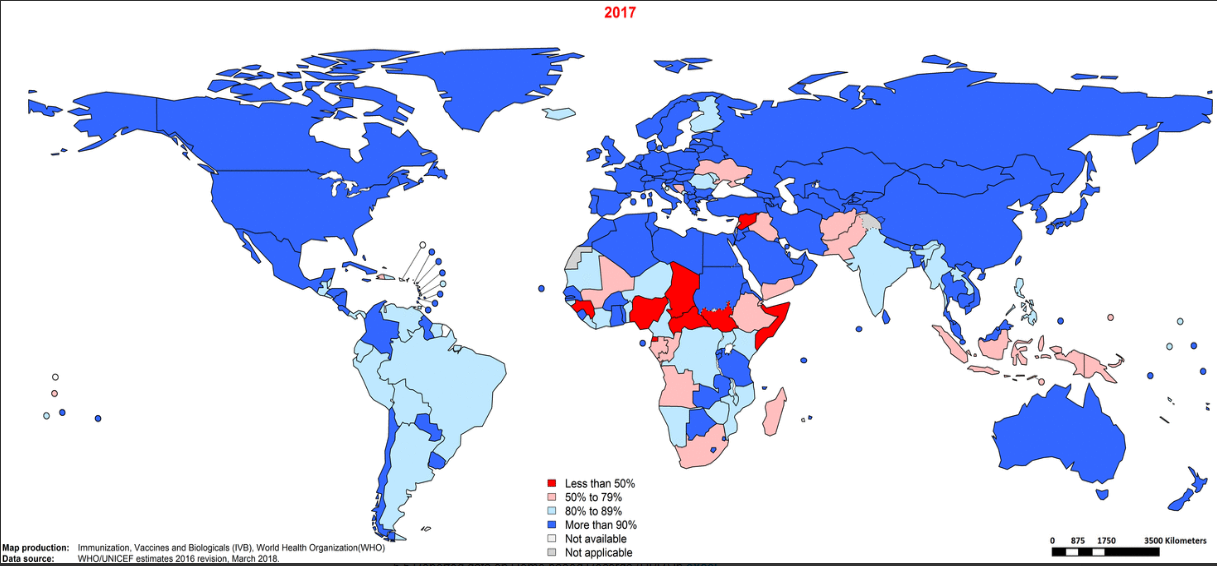 2017
Less than 50%
50% to 79%
80% to 89%
More than 90%
Not available
Not applicable
Map production: Immunization, Vaccines and Biologicals (IVB), World Health Organization(WHO)
Data source: WHO/UNICEF estimates 2016 revision, March 2018.
0 875 1750 3500 Kilometers